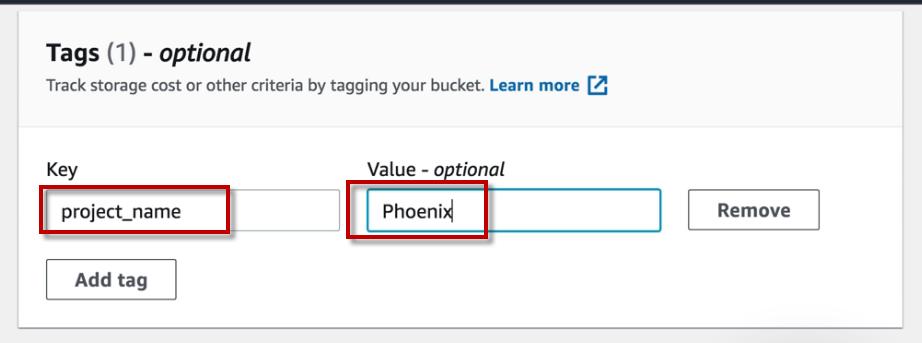 Tags (1) - optional
Track storage cost or other criteria by tagging your bucket. Learn more
Key
Value - optional
project_name
Phoenix
Remove
Add tag